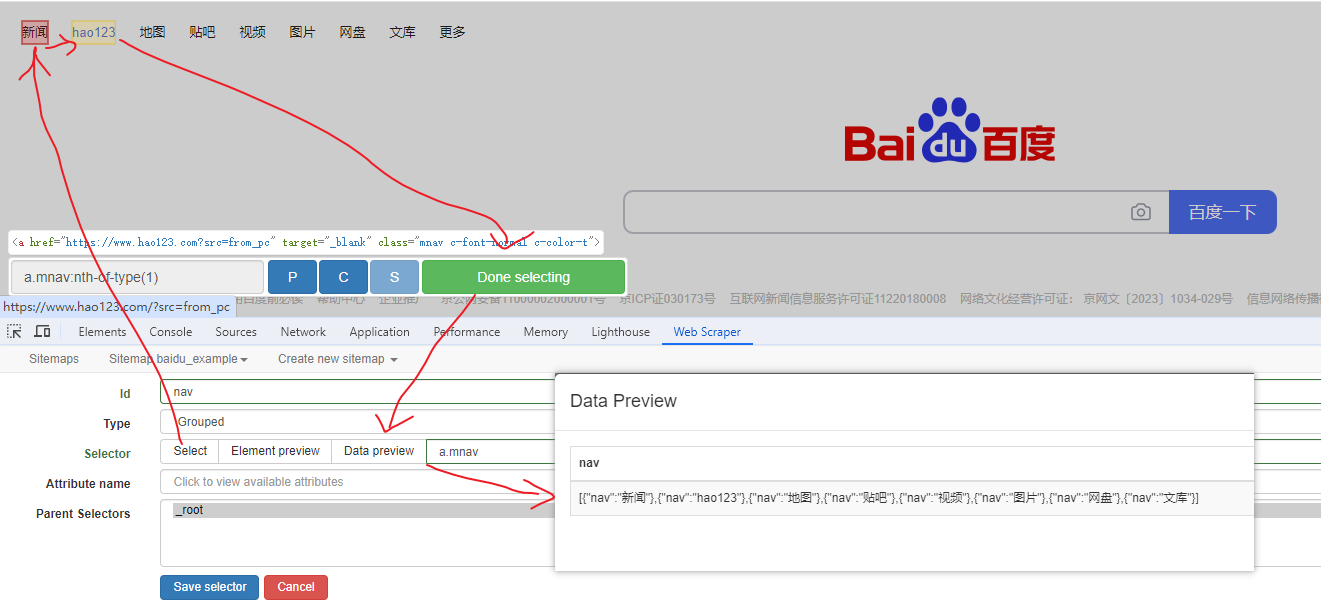 新闻 hao123 地图 贴吧 视频 图片 网盘 文库 更多
Bai du 百度
百度一下
<a href="https://www.hao123.com?src=from_pc" target="_blank" class="mnav c-font-normal c-color-t">
a.mnav:nth-of-type(1) P C S Done selecting
用百度前必读 帮助中心 企业推广 京公网安备11000002000001号 京ICP证030173号 互联网新闻信息服务许可证11220180008 网络文化经营许可证： 京网文〔2023〕1034-029号 信息网络传播
https://www.hao123.com/?src=from_pc
Elements Console Sources Network Application Performance Memory Lighthouse Web Scraper
Sitemaps Sitemap baidu_example Create new sitemap
Id nav
Type Grouped
Selector Select Element preview Data preview a.mnav
Attribute name Click to view available attributes
Parent Selectors _root
Save selector Cancel
Data Preview
nav
[{"nav":"新闻"},{"nav":"hao123"},{"nav":"地图"},{"nav":"贴吧"},{"nav":"视频"},{"nav":"图片"},{"nav":"网盘"},{"nav":"文库"}]